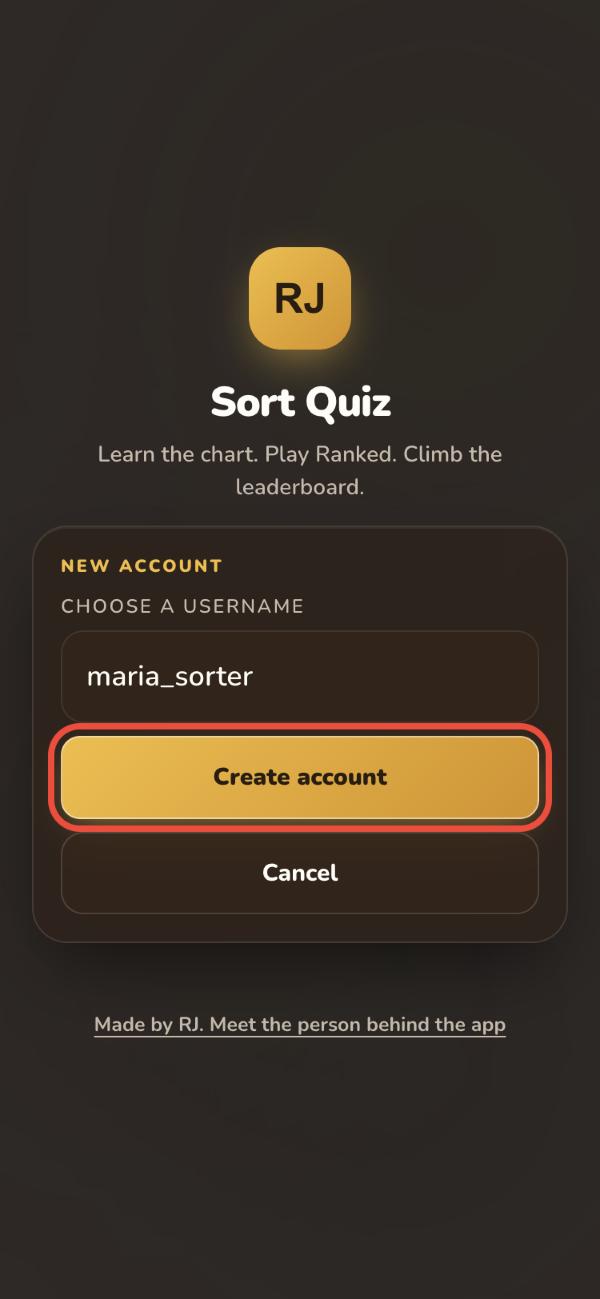 RJ
Sort Quiz
Learn the chart. Play Ranked. Climb the
leaderboard.
NEW ACCOUNT
CHOOSE A USERNAME
maria_sorter
Create account
Cancel
Made by RJ. Meet the person behind the app